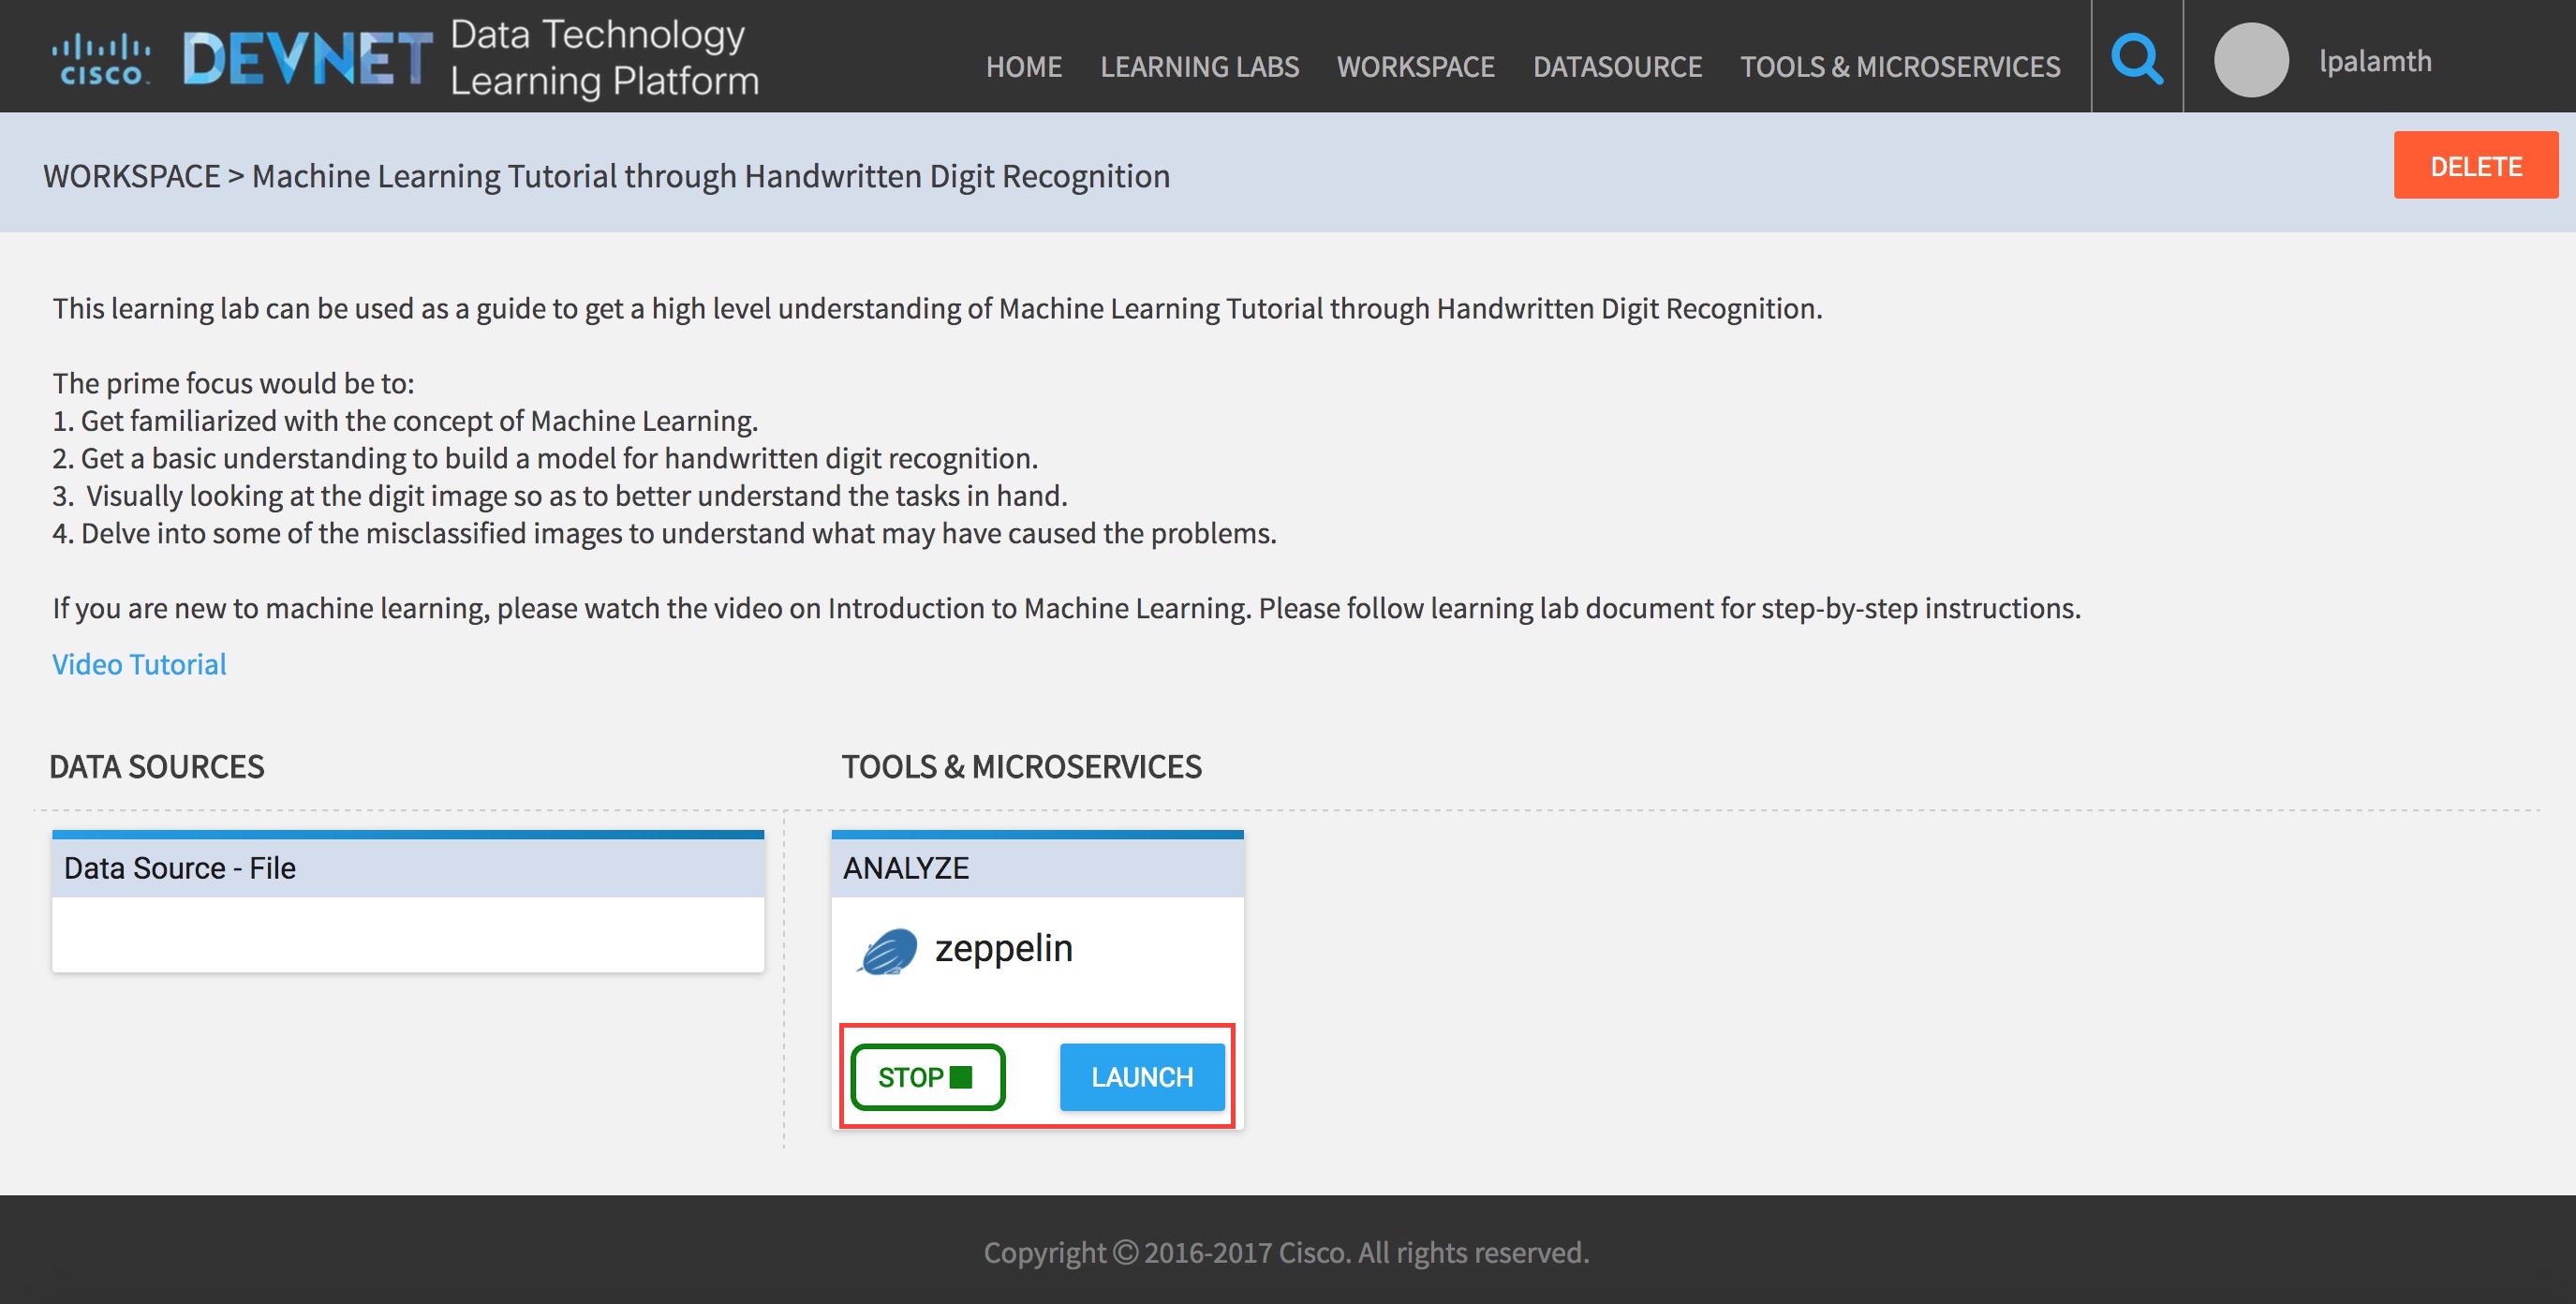 CISCO DEVNET Data Technology
Learning Platform
HOME LEARNING LABS WORKSPACE DATASOURCE TOOLS & MICROSERVICES lpalamth
WORKSPACE > Machine Learning Tutorial through Handwritten Digit Recognition
DELETE
This learning lab can be used as a guide to get a high level understanding of Machine Learning Tutorial through Handwritten Digit Recognition.
The prime focus would be to:
1. Get familiarized with the concept of Machine Learning.
2. Get a basic understanding to build a model for handwritten digit recognition.
3. Visually looking at the digit image so as to better understand the tasks in hand.
4. Delve into some of the misclassified images to understand what may have caused the problems.
If you are new to machine learning, please watch the video on Introduction to Machine Learning. Please follow learning lab document for step-by-step instructions.
Video Tutorial
DATA SOURCES
Data Source - File
TOOLS & MICROSERVICES
ANALYZE
zeppelin
STOP LAUNCH
Copyright © 2016-2017 Cisco. All rights reserved.